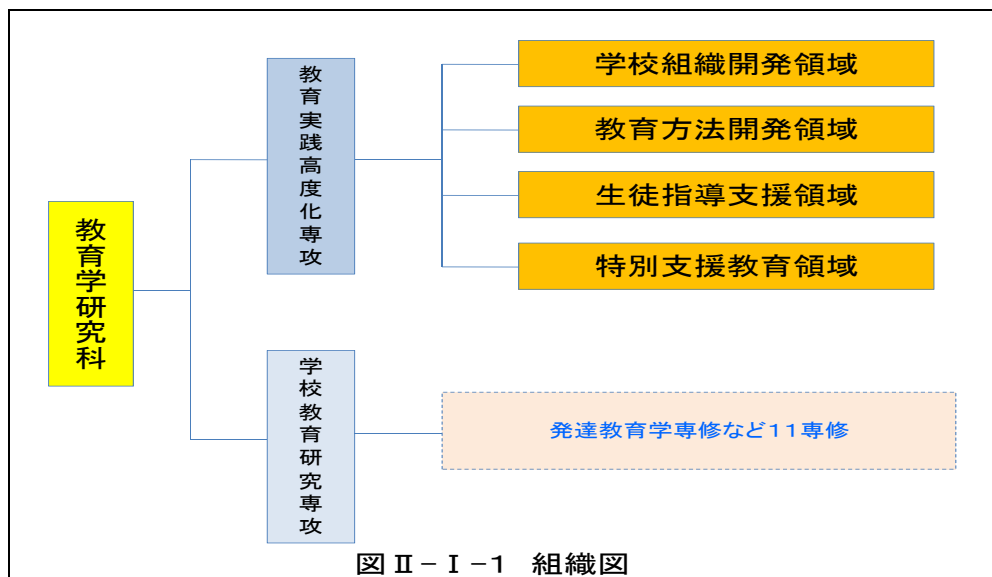 教育学研究科
教育実践高度化専攻
学校組織開発領域
教育方法開発領域
生徒指導支援領域
特別支援教育領域
学校教育研究専攻
発達教育学専修など11専修
図Ⅱ-Ⅰ-1 組織図